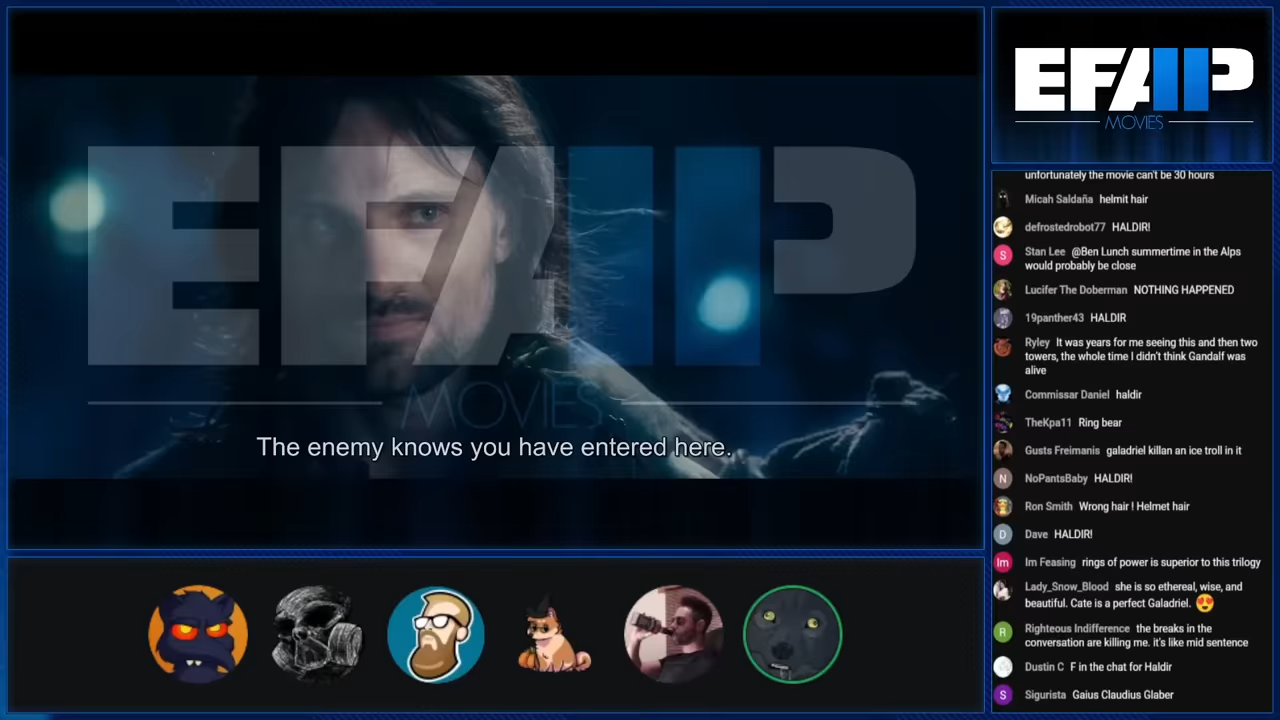 EFAP
MOVIES
The enemy knows you have entered here.
EFAP
MOVIES
unfortunately the movie can't be 30 hours
Micah Saldaña helmit hair
defrostedrobot77 HALDIR!
S
Stan Lee @Ben Lunch summertime in the Alps
would probably be close
Lucifer The Doberman NOTHING HAPPENED
19panther43 HALDIR
Ryley It was years for me seeing this and then two
towers, the whole time I didn't think Gandalf was
alive
Commissar Daniel haldir
TheKpa11 Ring bear
Gusts Freimanis galadriel killan an ice troll in it
N
NoPantsBaby HALDIR!
Ron Smith Wrong hair ! Helmet hair
D
Dave HALDIR!
Im
Im Feasing rings of power is superior to this trilogy
Lady_Snow_Blood she is so ethereal, wise, and
beautiful. Cate is a perfect Galadriel. 😍
R
Righteous Indifference the breaks in the
conversation are killing me. it's like mid sentence
Dustin C F in the chat for Haldir
S
Sigurista Gaius Claudius Glaber